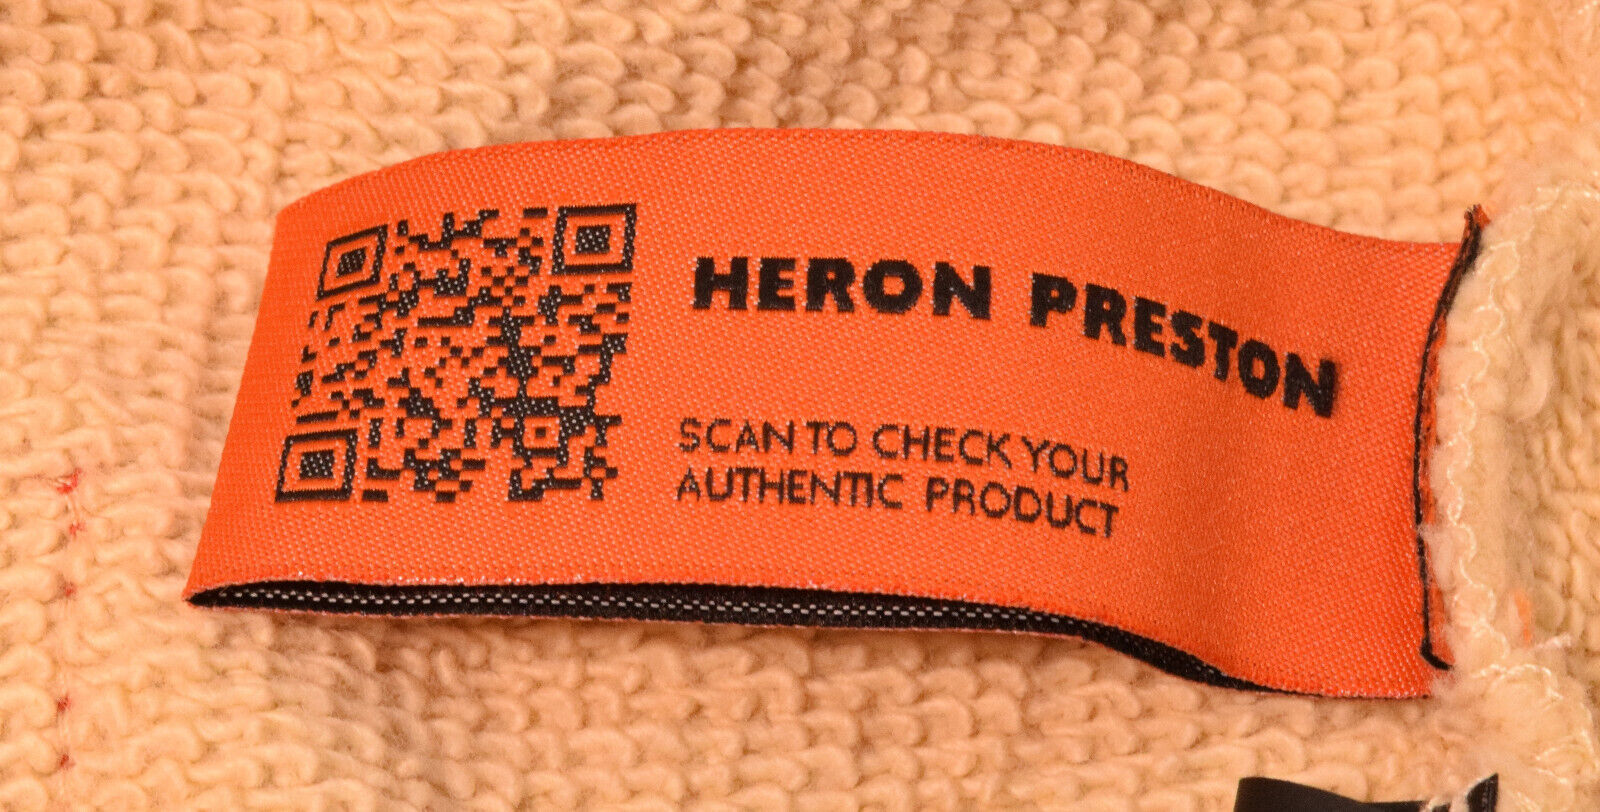 HERON PRESTON
SCAN TO CHECK YOUR
AUTHENTIC PRODUCT